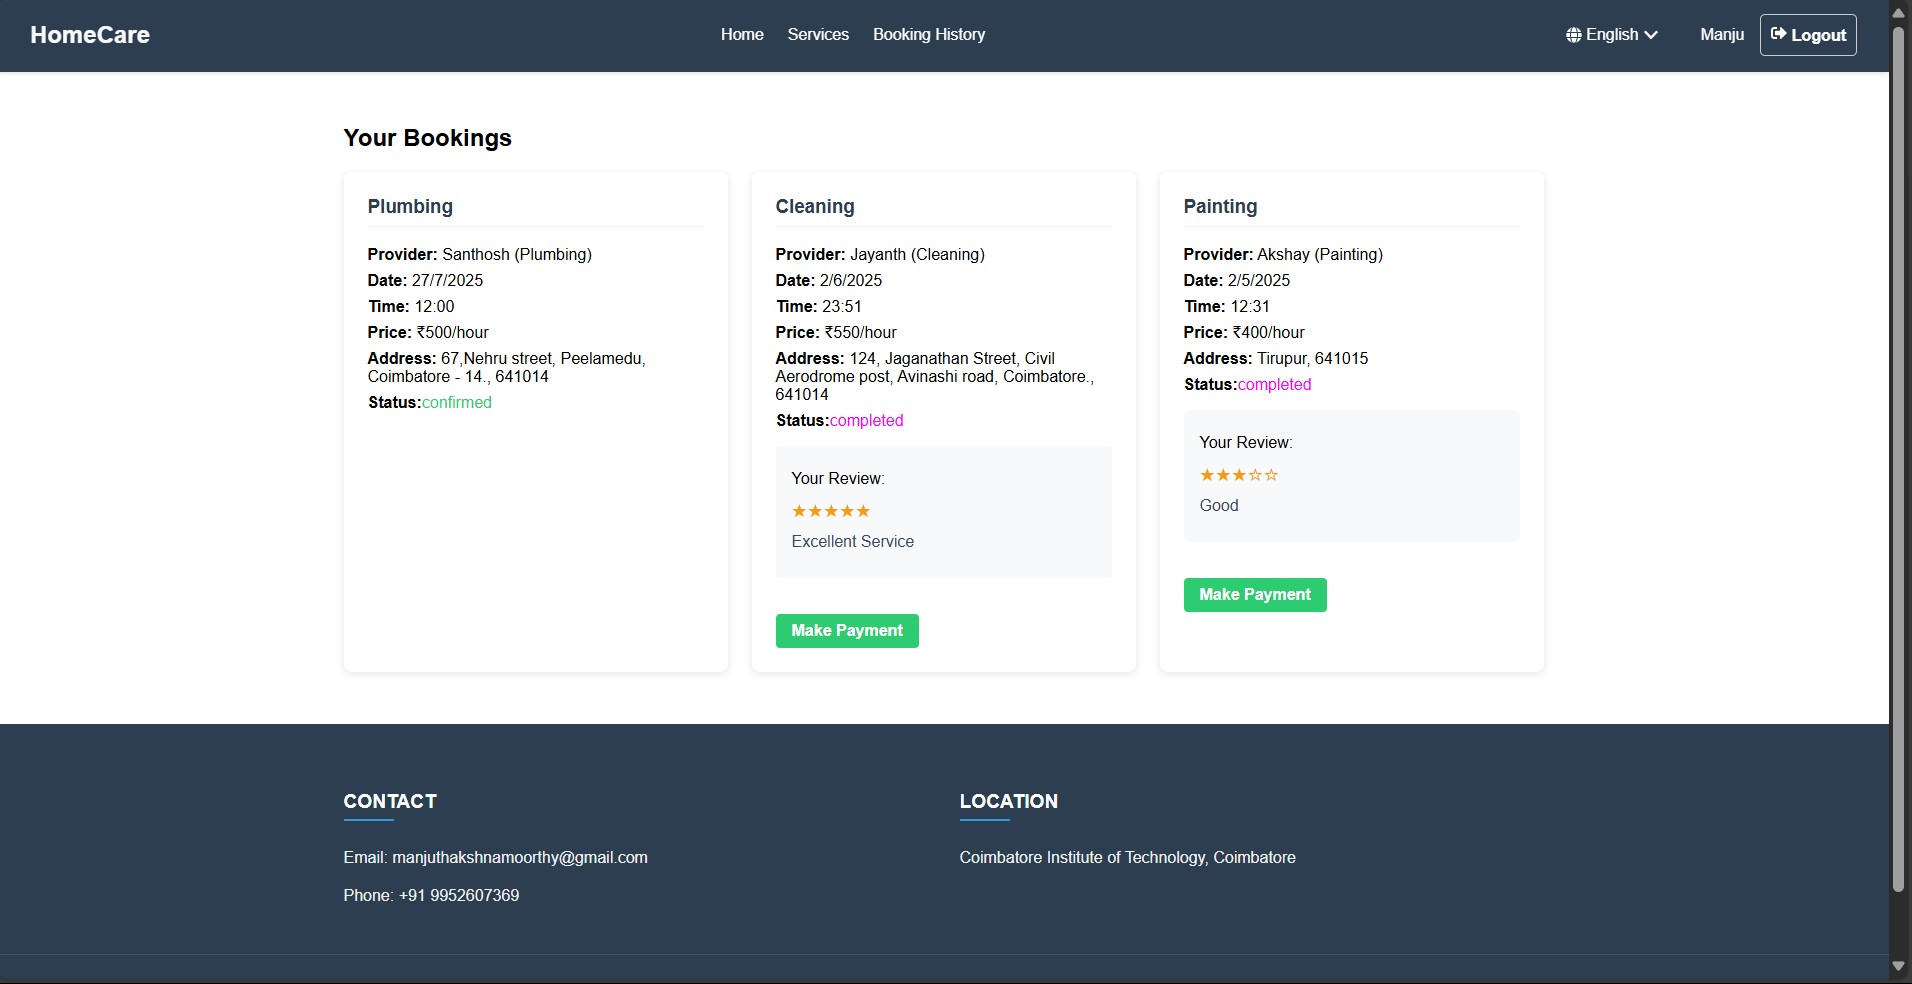 HomeCare
Home Services Booking History
English Manju Logout
Your Bookings
Plumbing
Provider: Santhosh (Plumbing)
Date: 27/7/2025
Time: 12:00
Price: ₹500/hour
Address: 67,Nehru street, Peelamedu,
Coimbatore - 14., 641014
Status:confirmed
Cleaning
Provider: Jayanth (Cleaning)
Date: 2/6/2025
Time: 23:51
Price: ₹550/hour
Address: 124, Jaganathan Street, Civil
Aerodrome post, Avinashi road, Coimbatore.,
641014
Status:completed
Your Review:
★★★★★
Excellent Service
Make Payment
Painting
Provider: Akshay (Painting)
Date: 2/5/2025
Time: 12:31
Price: ₹400/hour
Address: Tirupur, 641015
Status:completed
Your Review:
★★★☆☆
Good
Make Payment
CONTACT
Email: manjuthakshnamoorthy@gmail.com
Phone: +91 9952607369
LOCATION
Coimbatore Institute of Technology, Coimbatore